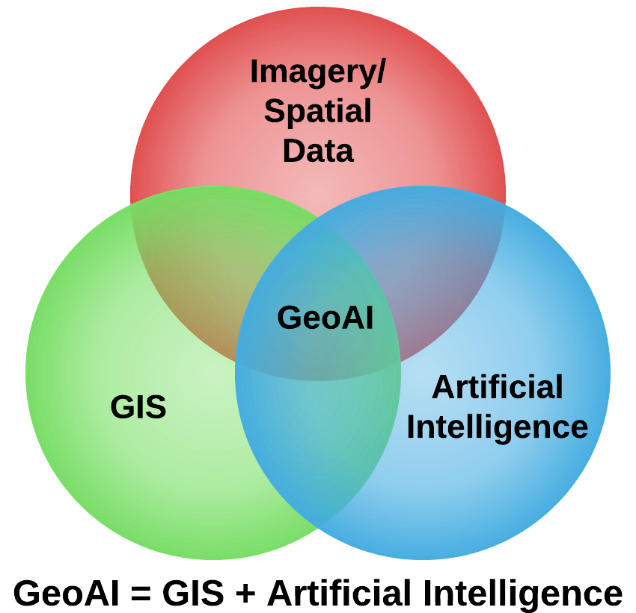 Imagery/
Spatial
Data
GeoAI
GIS
Artificial
Intelligence
GeoAI = GIS + Artificial Intelligence